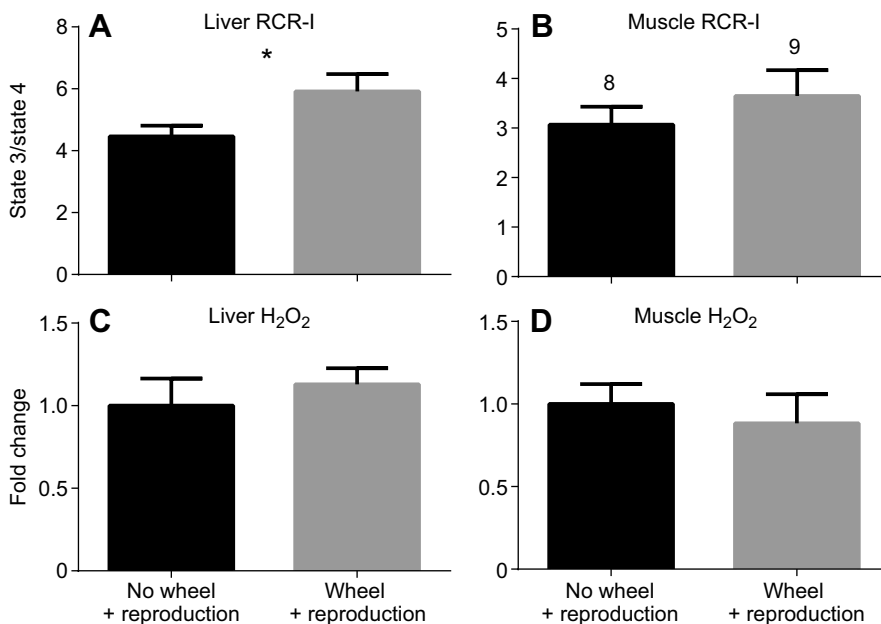 A
Liver RCR-I
8
6
4
2
0
State 3/state 4
*
B
Muscle RCR-I
5
4
3
2
1
0
8
9
C
Liver H₂O₂
1.5
1.0
0.5
0
Fold change
No wheel
+ reproduction
Wheel
+ reproduction
D
Muscle H₂O₂
1.5
1.0
0.5
0
No wheel
+ reproduction
Wheel
+ reproduction